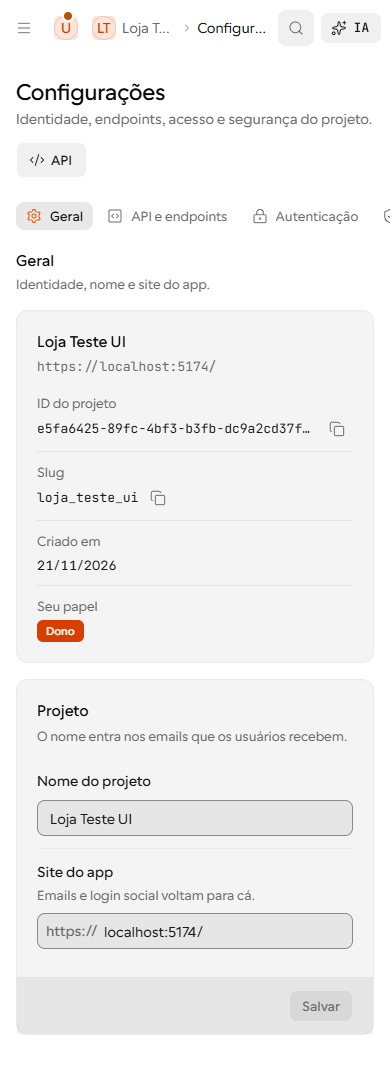 U LT Loja T... > Configur... IA
Configurações
Identidade, endpoints, acesso e segurança do projeto.
</> API
Geral API e endpoints Autenticação
Geral
Identidade, nome e site do app.
Loja Teste UI
https://localhost:5174/
ID do projeto
e5fa6425-89fc-4bf3-b3fb-dc9a2cd37f…
Slug
loja_teste_ui
Criado em
21/11/2026
Seu papel
Dono
Projeto
O nome entra nos emails que os usuários recebem.
Nome do projeto
Loja Teste UI
Site do app
Emails e login social voltam para cá.
https:// localhost:5174/
Salvar